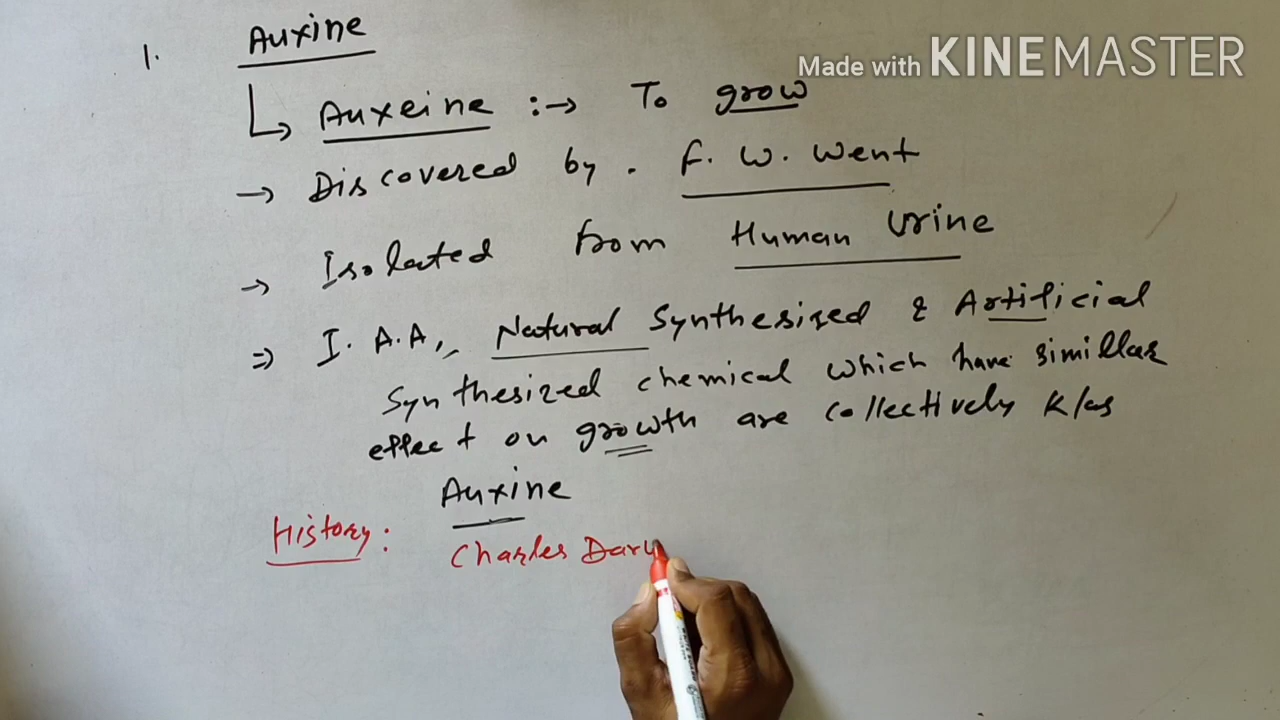 1. Auxine
Made with KINEMASTER
↳ Auxeine :→ To grow
→ Discovered by . F. W. Went
→ Isolated from Human Urine
⇒ I. A.A, Natural Synthesized & Artificial
Synthesized chemical which have simillar
effect on growth are collectively K/as
Auxine
History: Charles Darw